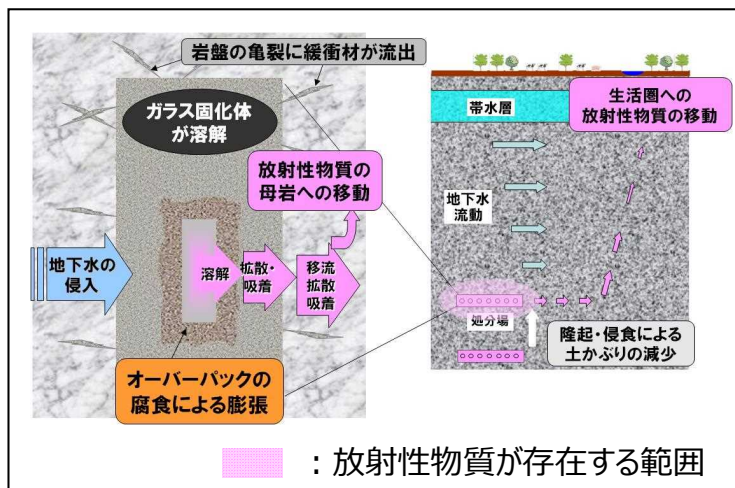 岩盤の亀裂に緩衝材が流出
ガラス固化体
が溶解
放射性物質の
母岩への移動
地下水の
侵入
溶解
拡散・
吸着
移流
拡散
吸着
オーバーパックの
腐食による膨張
帯水層
生活圏への
放射性物質の移動
地下水
流動
処分場
隆起・侵食による
土かぶりの減少
：放射性物質が存在する範囲